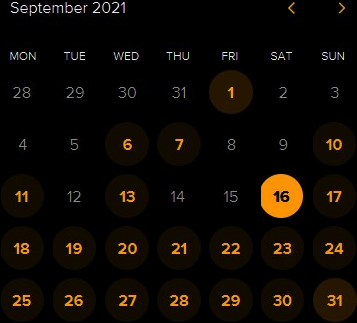 September 2021 < >
MON TUE WED THU FRI SAT SUN
28 29 30 31 1 2 3
4 5 6 7 8 9 10
11 12 13 14 15 16 17
18 19 20 21 22 23 24
25 26 27 28 29 30 31